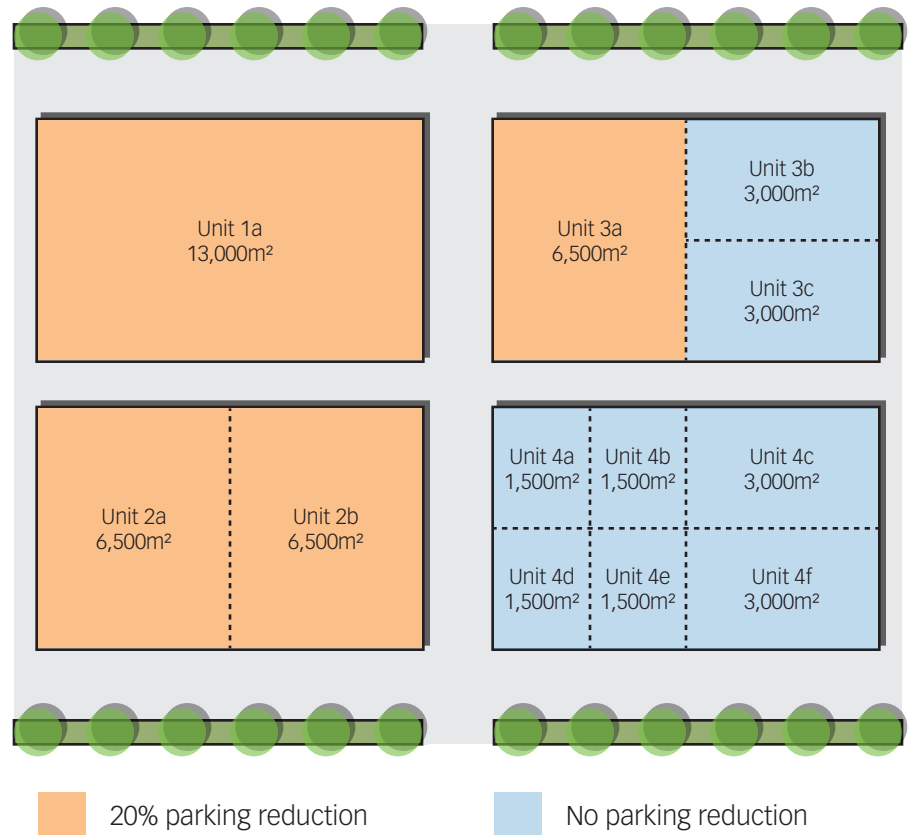 Unit 1a
13,000m²
Unit 3a
6,500m²
Unit 3b
3,000m²
Unit 3c
3,000m²
Unit 2a
6,500m²
Unit 2b
6,500m²
Unit 4a
1,500m²
Unit 4b
1,500m²
Unit 4c
3,000m²
Unit 4d
1,500m²
Unit 4e
1,500m²
Unit 4f
3,000m²
20% parking reduction
No parking reduction